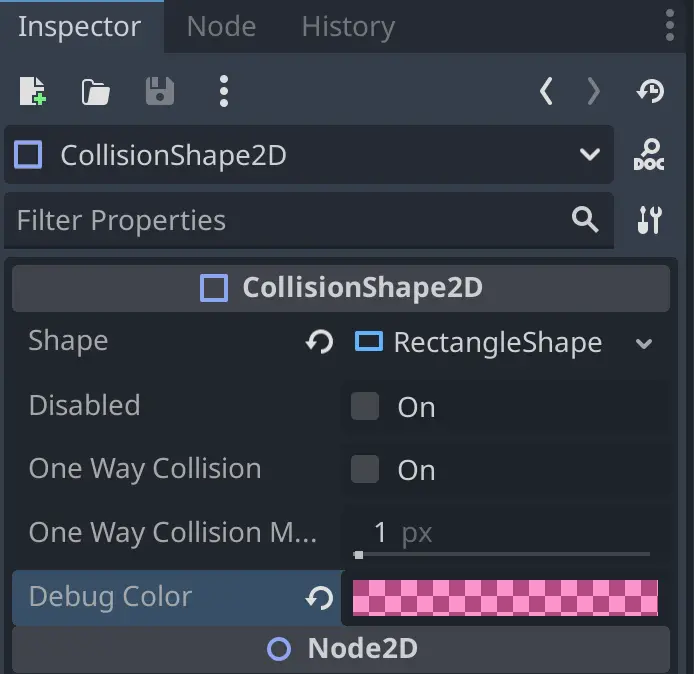 Inspector Node History
CollisionShape2D
DOC
Filter Properties
CollisionShape2D
Shape RectangleShape
Disabled On
One Way Collision On
One Way Collision M... 1 px
Debug Color
Node2D